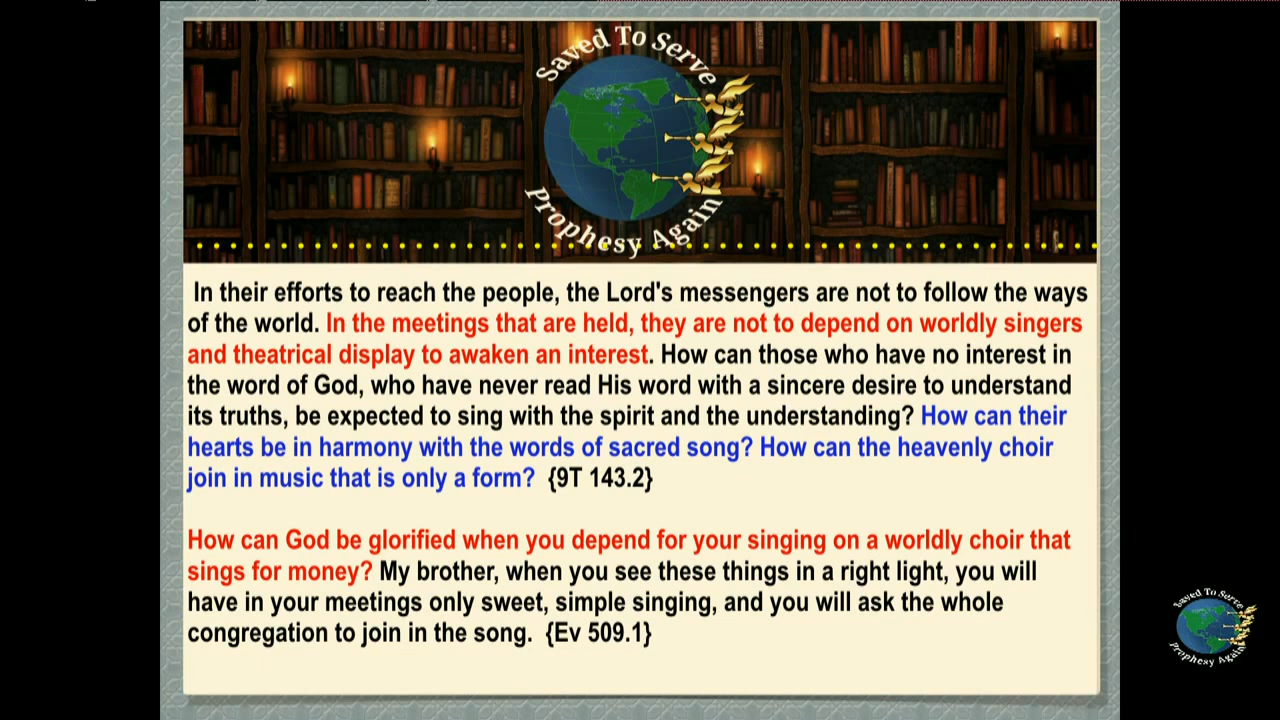 Saved To Serve
Prophesy Again
In their efforts to reach the people, the Lord's messengers are not to follow the ways
of the world. In the meetings that are held, they are not to depend on worldly singers
and theatrical display to awaken an interest. How can those who have no interest in
the word of God, who have never read His word with a sincere desire to understand
its truths, be expected to sing with the spirit and the understanding? How can their
hearts be in harmony with the words of sacred song? How can the heavenly choir
join in music that is only a form? {9T 143.2}
How can God be glorified when you depend for your singing on a worldly choir that
sings for money? My brother, when you see these things in a right light, you will
have in your meetings only sweet, simple singing, and you will ask the whole
congregation to join in the song. {Ev 509.1}
Saved To Serve
Prophesy Again